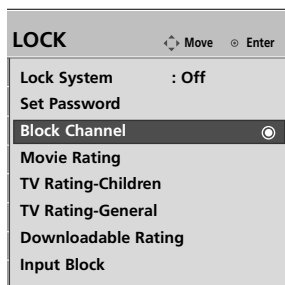 LOCK Move Enter
Lock System : Off
Set Password
Block Channel
Movie Rating
TV Rating-Children
TV Rating-General
Downloadable Rating
Input Block